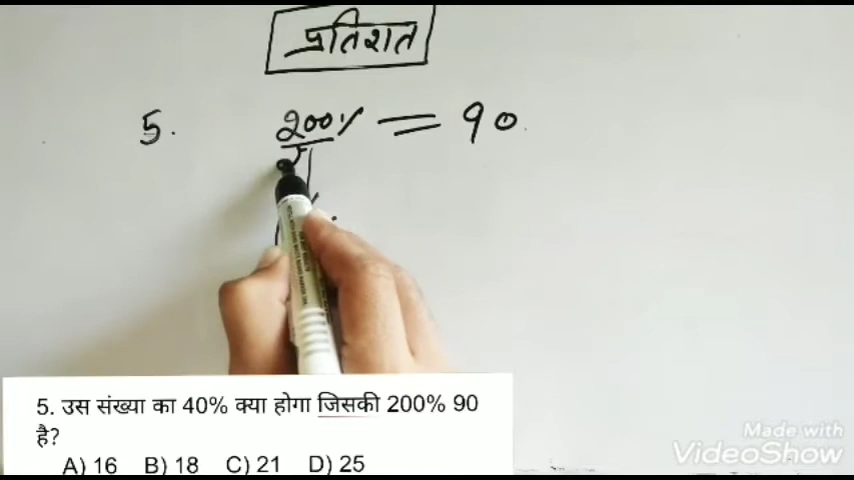 प्रतिशत
5. 200% = 90
5. उस संख्या का 40% क्या होगा जिसकी 200% 90
है?
A) 16 B) 18 C) 21 D) 25
Made with
VideoShow